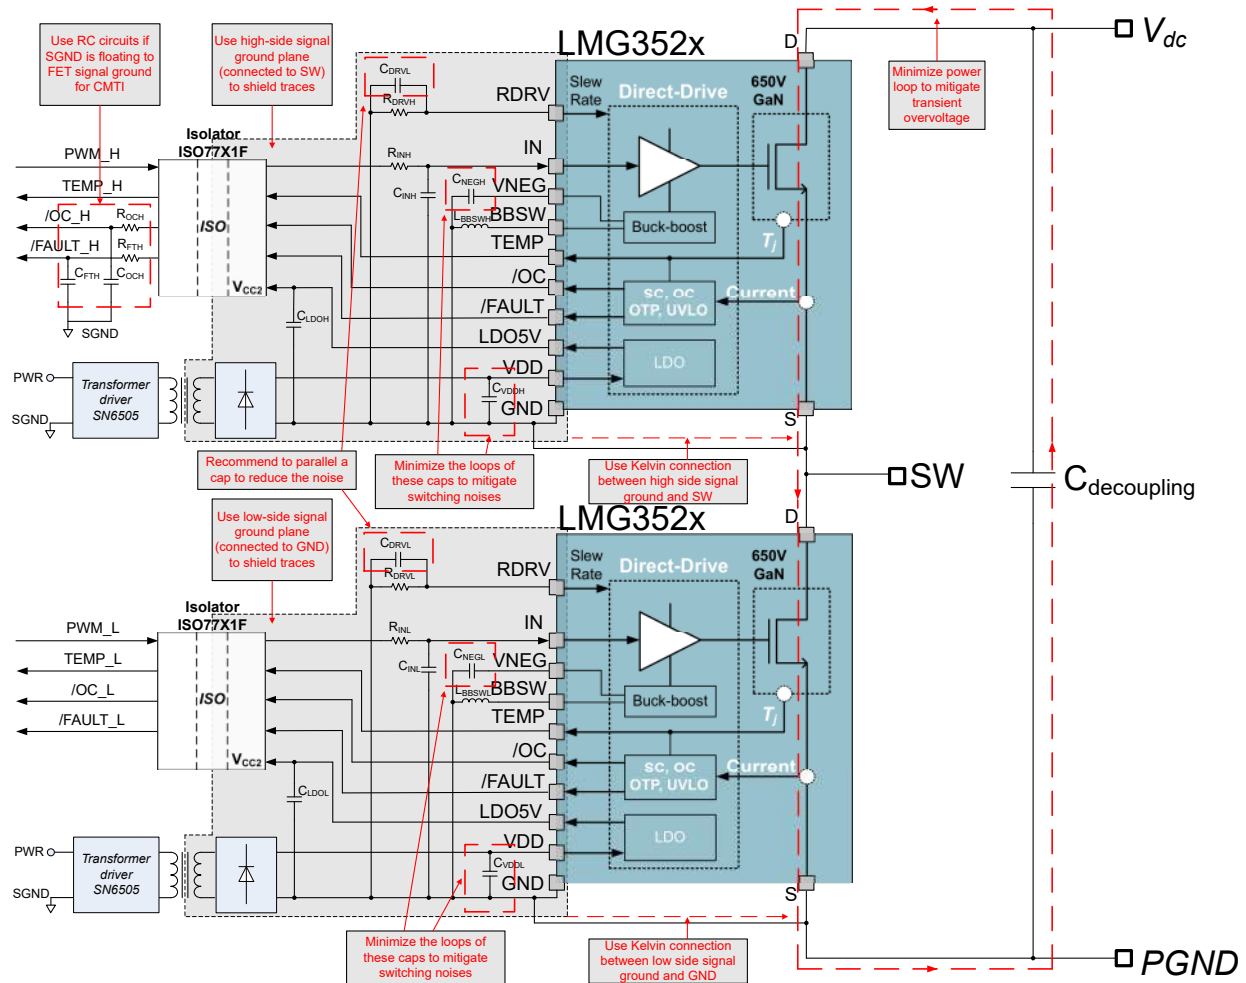 Use RC circuits if
SGND is floating to
FET signal ground
for CMTI
Use high-side signal
ground plane
(connected to SW)
to shield traces
LMG352x
D
Vdc
Minimize power
loop to mitigate
transient
overvoltage
CDRVL
RDRVH
RDRV
Slew
Rate
Direct-Drive
650V
GaN
Isolator
ISO77X1F
PWM_H
TEMP_H
/OC_H
/FAULT_H
ROCH
RFTH
CFTH
COCH
SGND
ISO
VCC2
RINH
CINH
IN
CNEGH
VNEG
LBBSWH
BBSW
Buck-boost
TEMP
Tj
/OC
/FAULT
SC, OC
OTP, UVLO
Current
CLDOH
LDO5V
LDO
VDD
CVDDH
GND
PWR
SGND
Transformer
driver
SN6505
S
Recommend to parallel a
cap to reduce the noise
Minimize the loops of
these caps to mitigate
switching noises
Use Kelvin connection
between high side signal
ground and SW
SW
Cdecoupling
Use low-side signal
ground plane
(connected to GND)
to shield traces
LMG352x
D
CDRVL
RDRVL
RDRV
Slew
Rate
Direct-Drive
650V
GaN
Isolator
ISO77X1F
PWM_L
TEMP_L
/OC_L
/FAULT_L
ISO
VCC2
RINL
CINL
IN
CNEGL
VNEG
LBBSWL
BBSW
Buck-boost
TEMP
Tj
/OC
/FAULT
SC, OC
OTP, UVLO
Current
CLDOL
LDO5V
LDO
VDD
CVDDL
GND
PWR
SGND
Transformer
driver
SN6505
S
Minimize the loops of
these caps to mitigate
switching noises
Use Kelvin connection
between low side signal
ground and GND
PGND